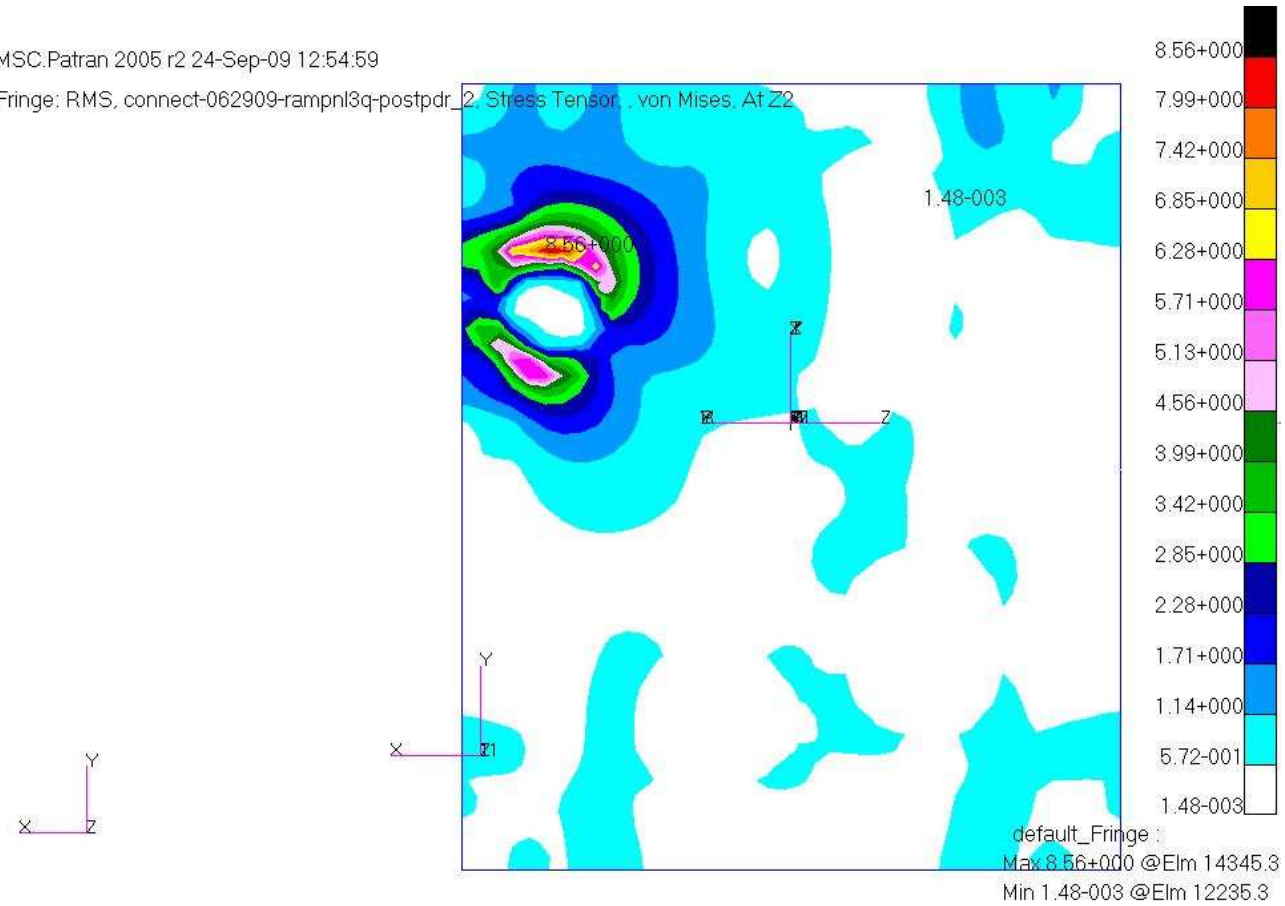 MSC.Patran 2005 r2 24-Sep-09 12:54:59
Fringe: RMS, connect-062909-rampnl3q-postpdr_2, Stress Tensor, , von Mises, At Z2
8.56+000
7.99+000
7.42+000
6.85+000
6.28+000
5.71+000
5.13+000
4.56+000
3.99+000
3.42+000
2.85+000
2.28+000
1.71+000
1.14+000
5.72-001
1.48-003
1.48-003
8.56+000
Z
Y
X
Y
X
Z
default_Fringe :
Max 8.56+000 @Elm 14345.3
Min 1.48-003 @Elm 12235.3